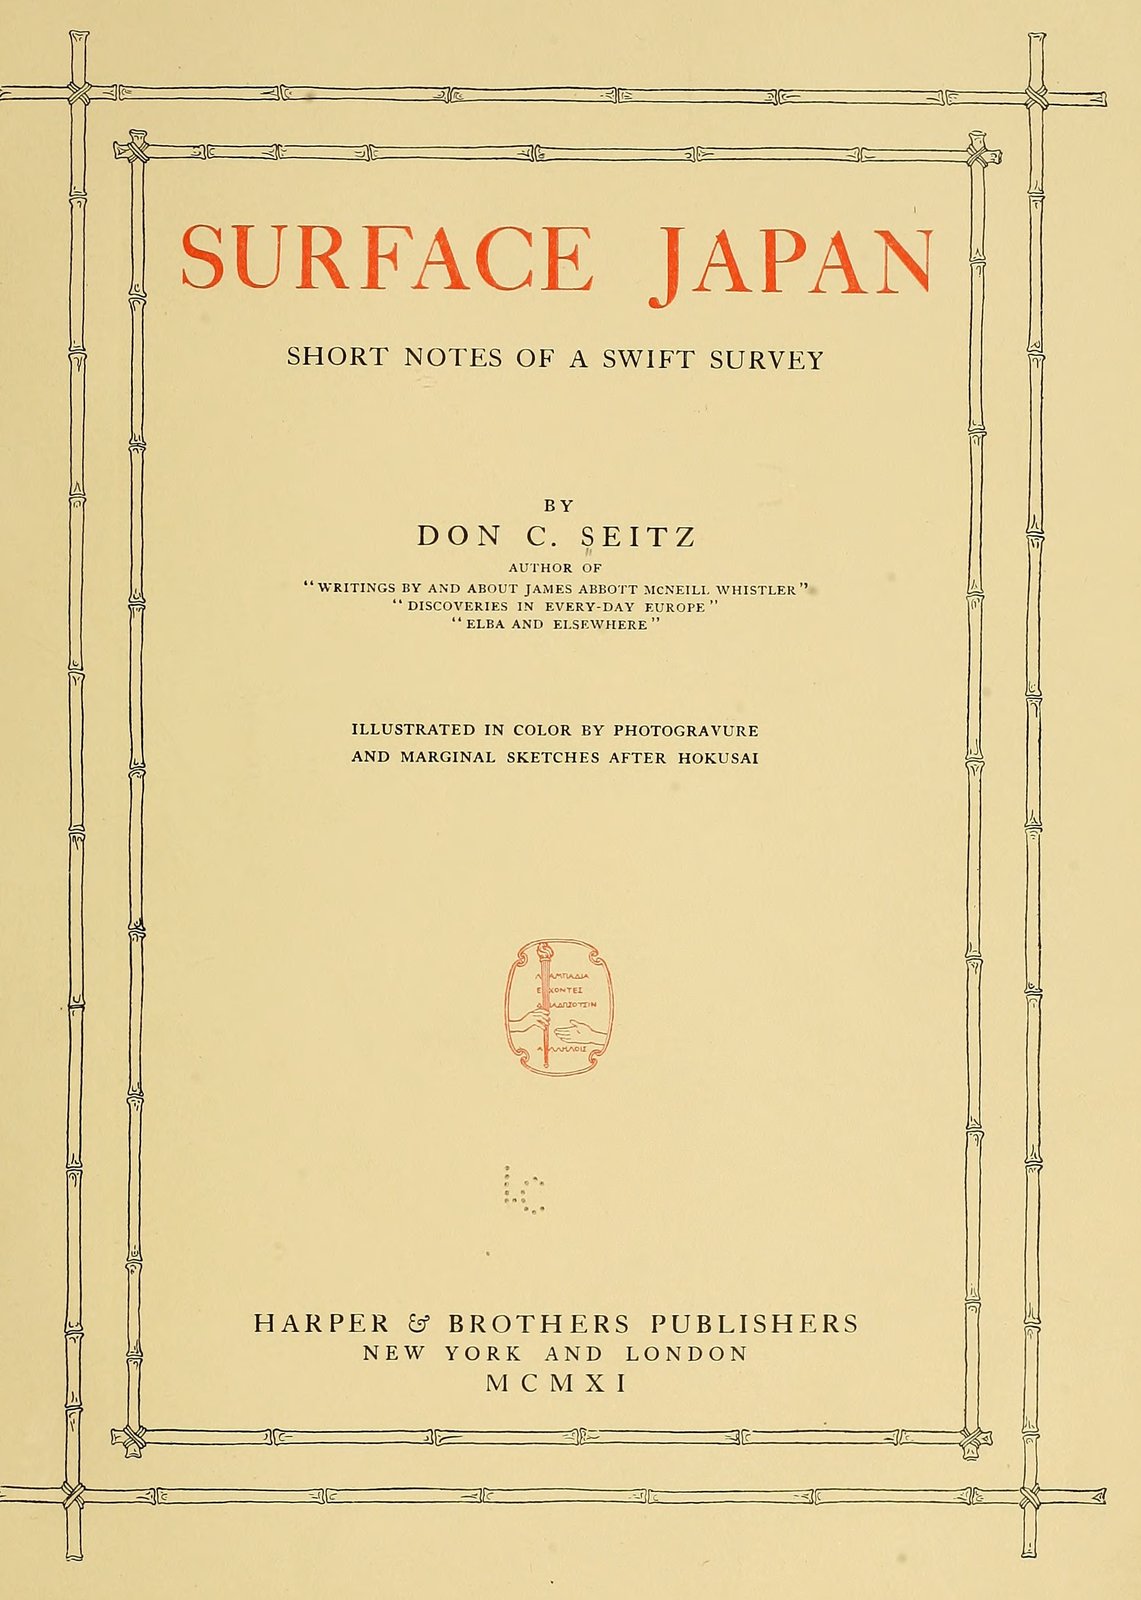 SURFACE JAPAN
SHORT NOTES OF A SWIFT SURVEY
BY
DON C. SEITZ
AUTHOR OF
“WRITINGS BY AND ABOUT JAMES ABBOTT McNEILL WHISTLER”
“DISCOVERIES IN EVERY-DAY EUROPE”
“ELBA AND ELSEWHERE”
ILLUSTRATED IN COLOR BY PHOTOGRAVURE
AND MARGINAL SKETCHES AFTER HOKUSAI
LC
HARPER & BROTHERS PUBLISHERS
NEW YORK AND LONDON
MCMXI